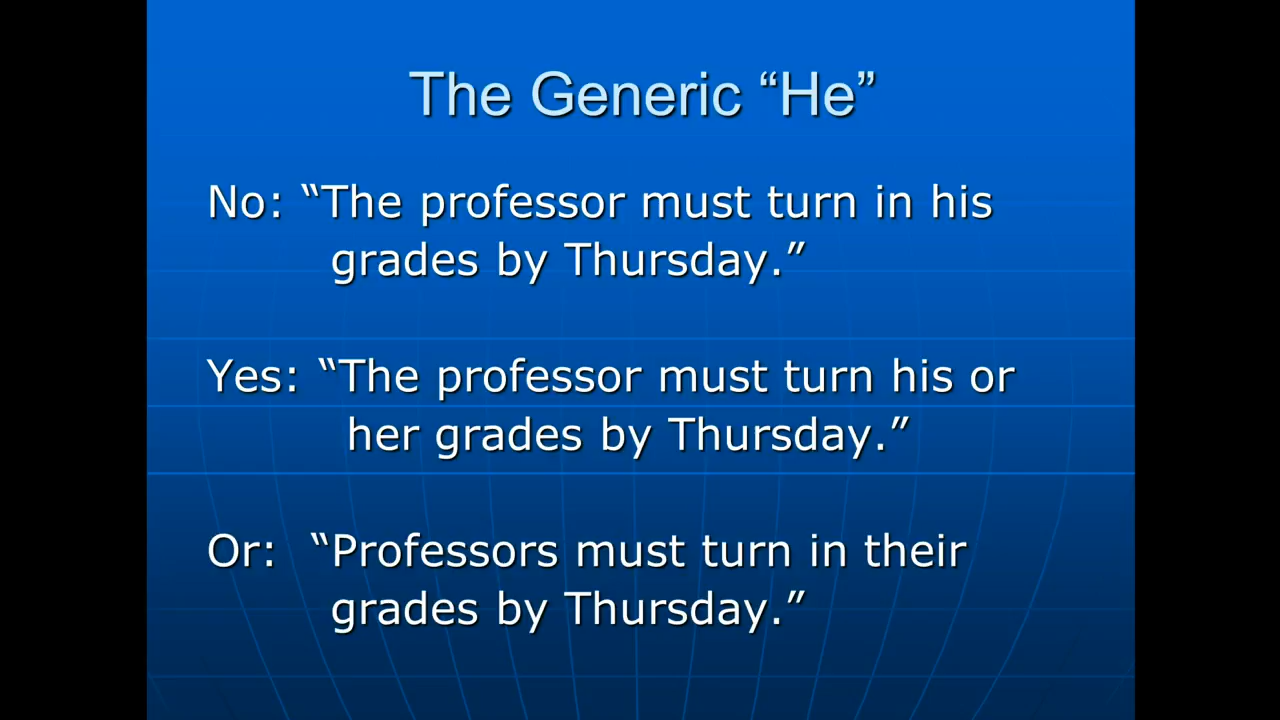 The Generic “He”
No: “The professor must turn in his
grades by Thursday.”
Yes: “The professor must turn his or
her grades by Thursday.”
Or: “Professors must turn in their
grades by Thursday.”